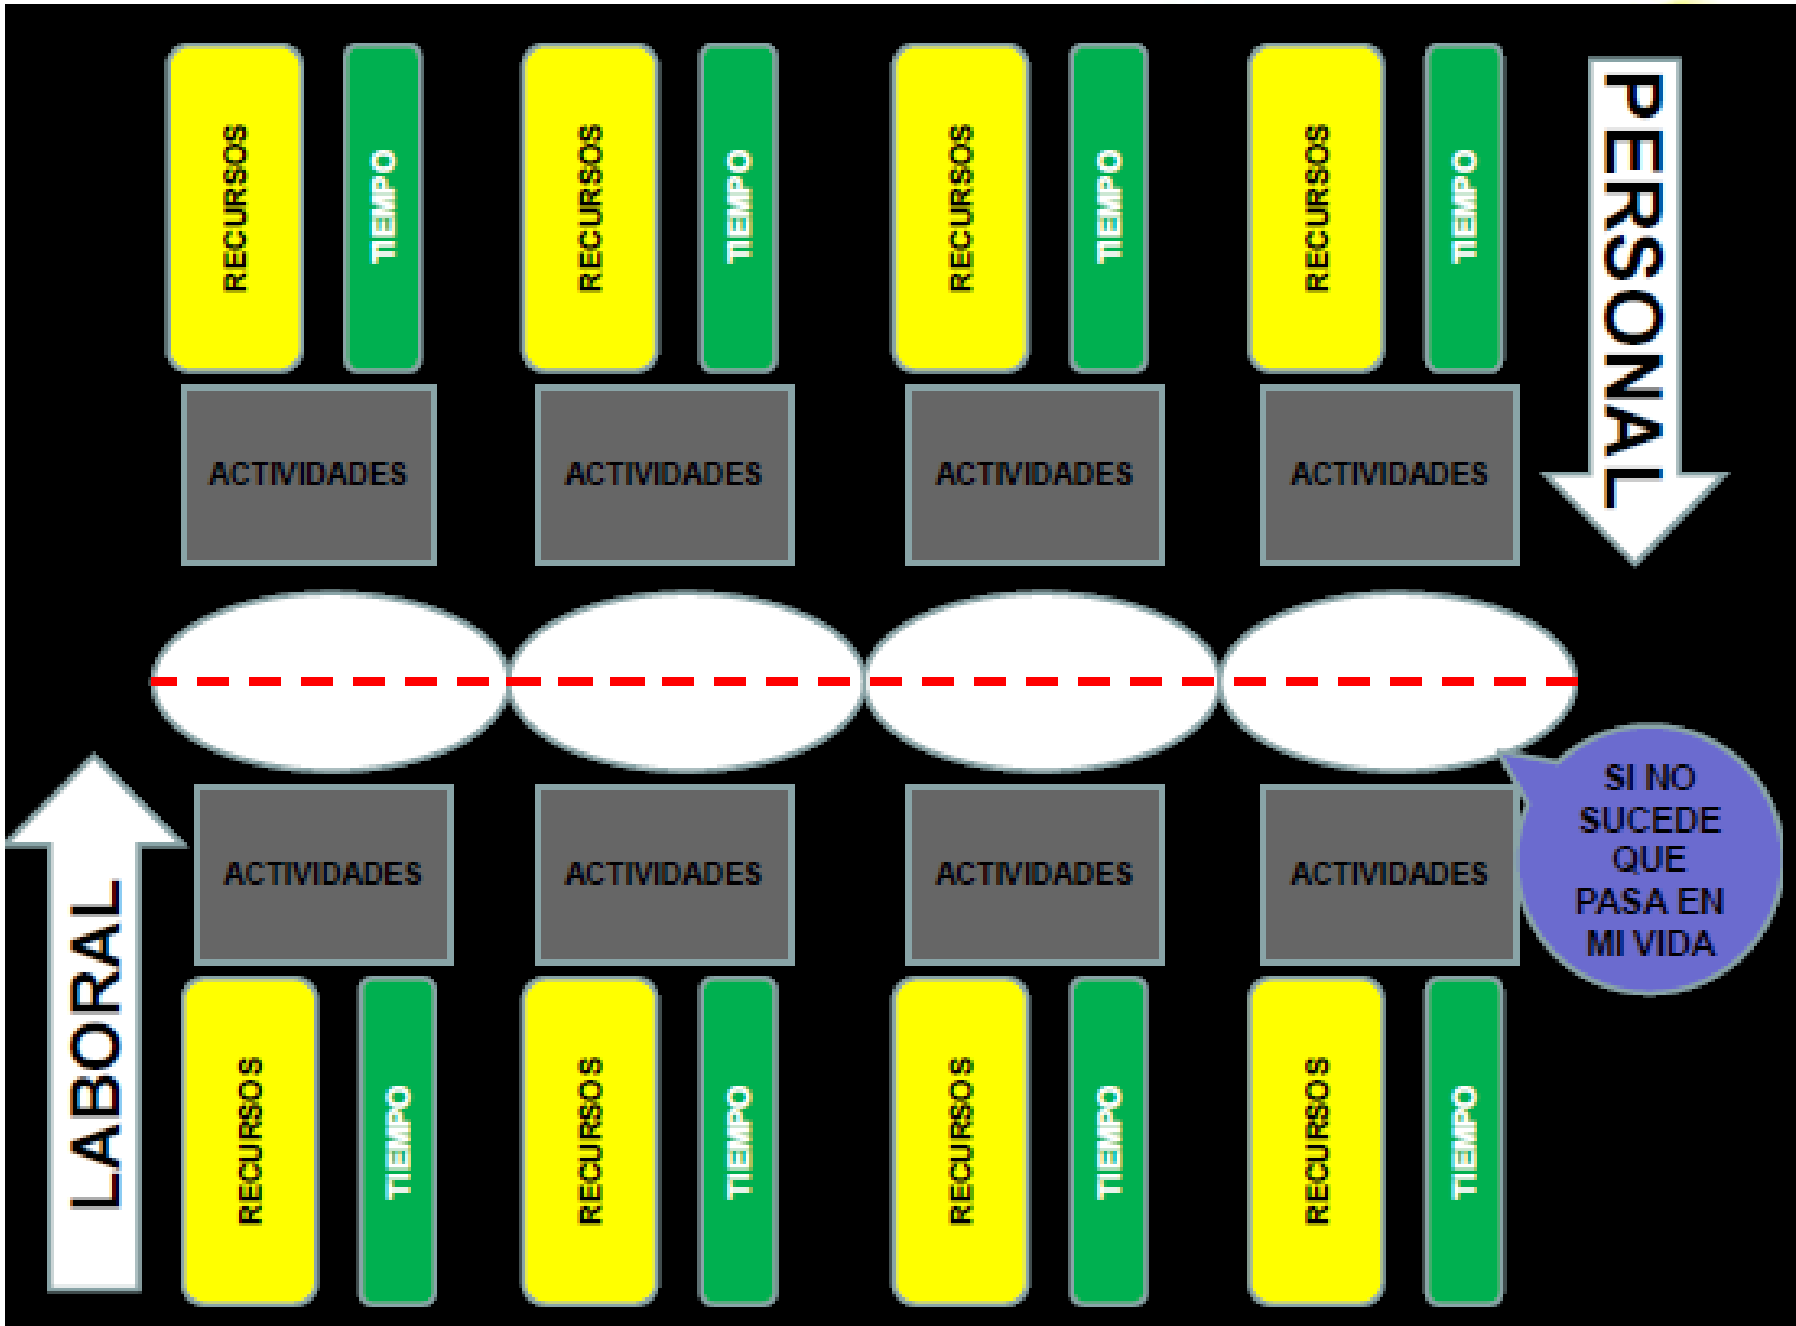 RECURSOS
TIEMPO
RECURSOS
TIEMPO
RECURSOS
TIEMPO
RECURSOS
TIEMPO
PERSONAL
ACTIVIDADES
ACTIVIDADES
ACTIVIDADES
ACTIVIDADES
SI NO
SUCEDE
QUE
PASA EN
MI VIDA
LABORAL
ACTIVIDADES
ACTIVIDADES
ACTIVIDADES
ACTIVIDADES
RECURSOS
TIEMPO
RECURSOS
TIEMPO
RECURSOS
TIEMPO
RECURSOS
TIEMPO